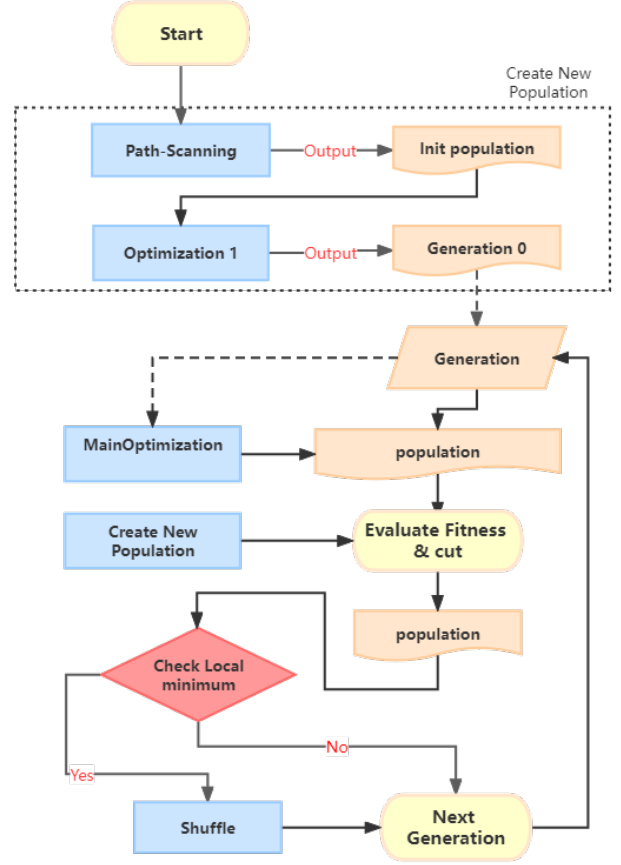 Start
Create New
Population
Path-Scanning
Output
Init population
Optimization 1
Output
Generation 0
Generation
MainOptimization
population
Create New
Population
Evaluate Fitness
& cut
population
Check Local
minimum
No
Yes
Shuffle
Next
Generation